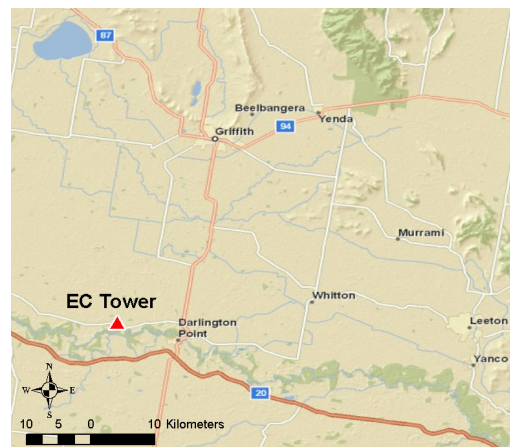 87
Beelbangera
Yenda
94
Griffith
Murrami
EC Tower
Whitton
Darlington
Point
Leeton
Yanco
N
W E
S
20
10 5 0 10 Kilometers